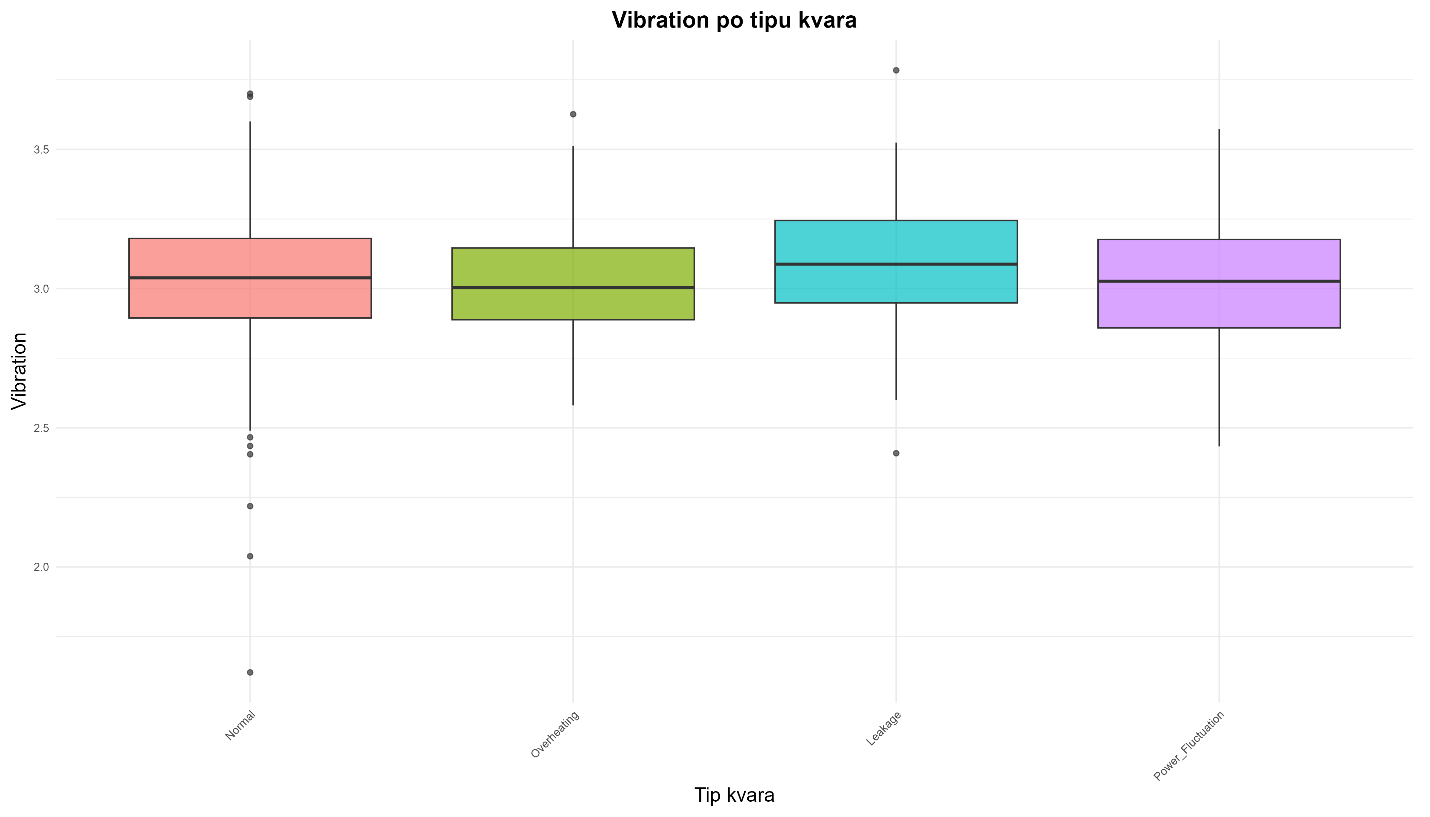 Vibration po tipu kvara
Vibration
3.5
3.0
2.5
2.0
Normal
Overheating
Leakage
Power_Fluctuation
Tip kvara